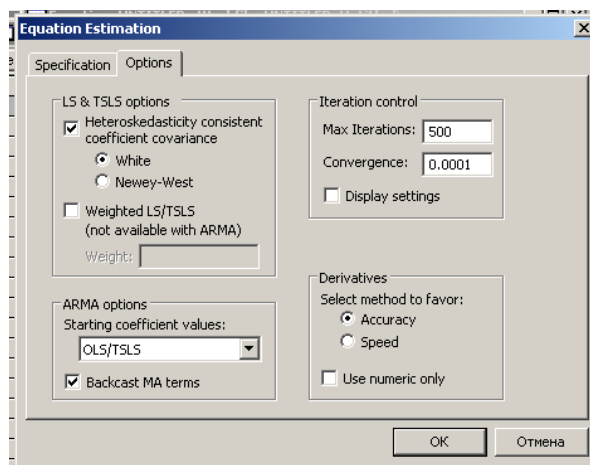 Equation Estimation
Specification
Options
LS & TSLS options
Heteroskedasticity consistent
coefficient covariance
White
Newey-West
Weighted LS/TSLS
(not available with ARMA)
Weight:
ARMA options
Starting coefficient values:
OLS/TSLS
Backcast MA terms
Iteration control
Max Iterations: 500
Convergence: 0.0001
Display settings
Derivatives
Select method to favor:
Accuracy
Speed
Use numeric only
OK
Отмена